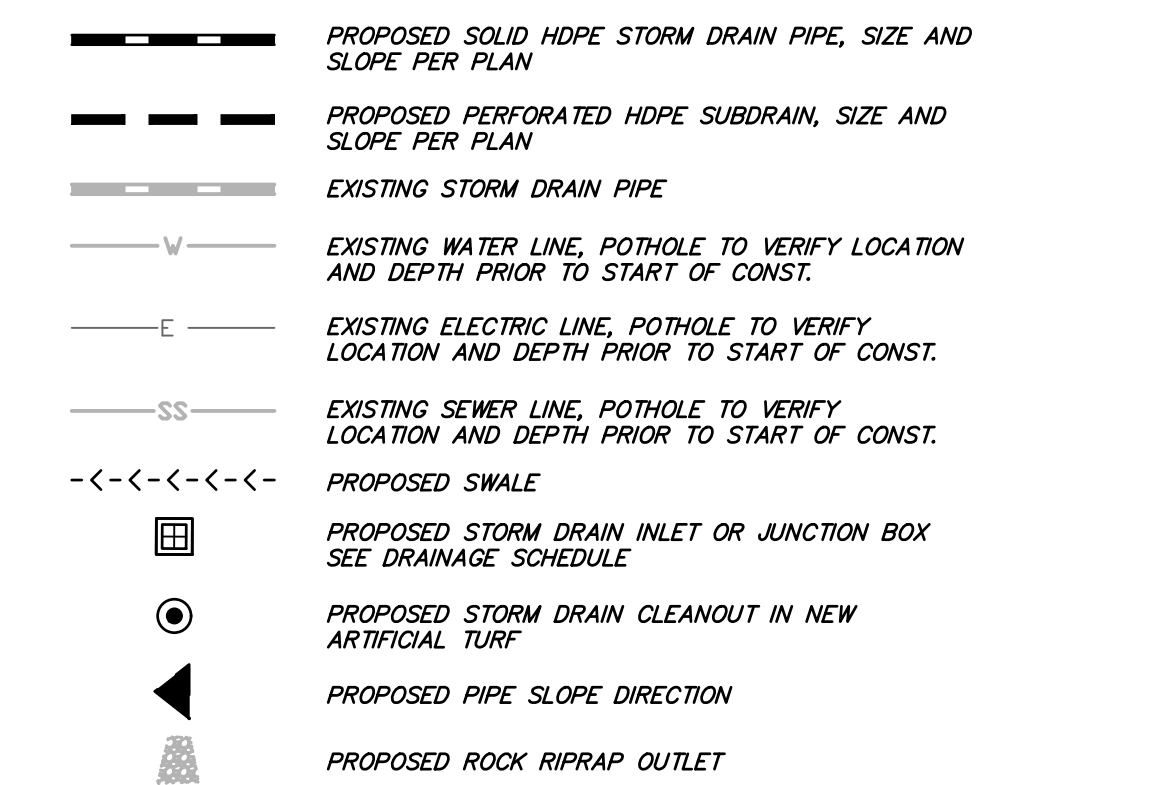 PROPOSED SOLID HDPE STORM DRAIN PIPE, SIZE AND
SLOPE PER PLAN
PROPOSED PERFORATED HDPE SUBDRAIN, SIZE AND
SLOPE PER PLAN
EXISTING STORM DRAIN PIPE
W
EXISTING WATER LINE, POTHOLE TO VERIFY LOCATION
AND DEPTH PRIOR TO START OF CONST.
E
EXISTING ELECTRIC LINE, POTHOLE TO VERIFY
LOCATION AND DEPTH PRIOR TO START OF CONST.
SS
EXISTING SEWER LINE, POTHOLE TO VERIFY
LOCATION AND DEPTH PRIOR TO START OF CONST.
PROPOSED SWALE
PROPOSED STORM DRAIN INLET OR JUNCTION BOX
SEE DRAINAGE SCHEDULE
PROPOSED STORM DRAIN CLEANOUT IN NEW
ARTIFICIAL TURF
PROPOSED PIPE SLOPE DIRECTION
PROPOSED ROCK RIPRAP OUTLET